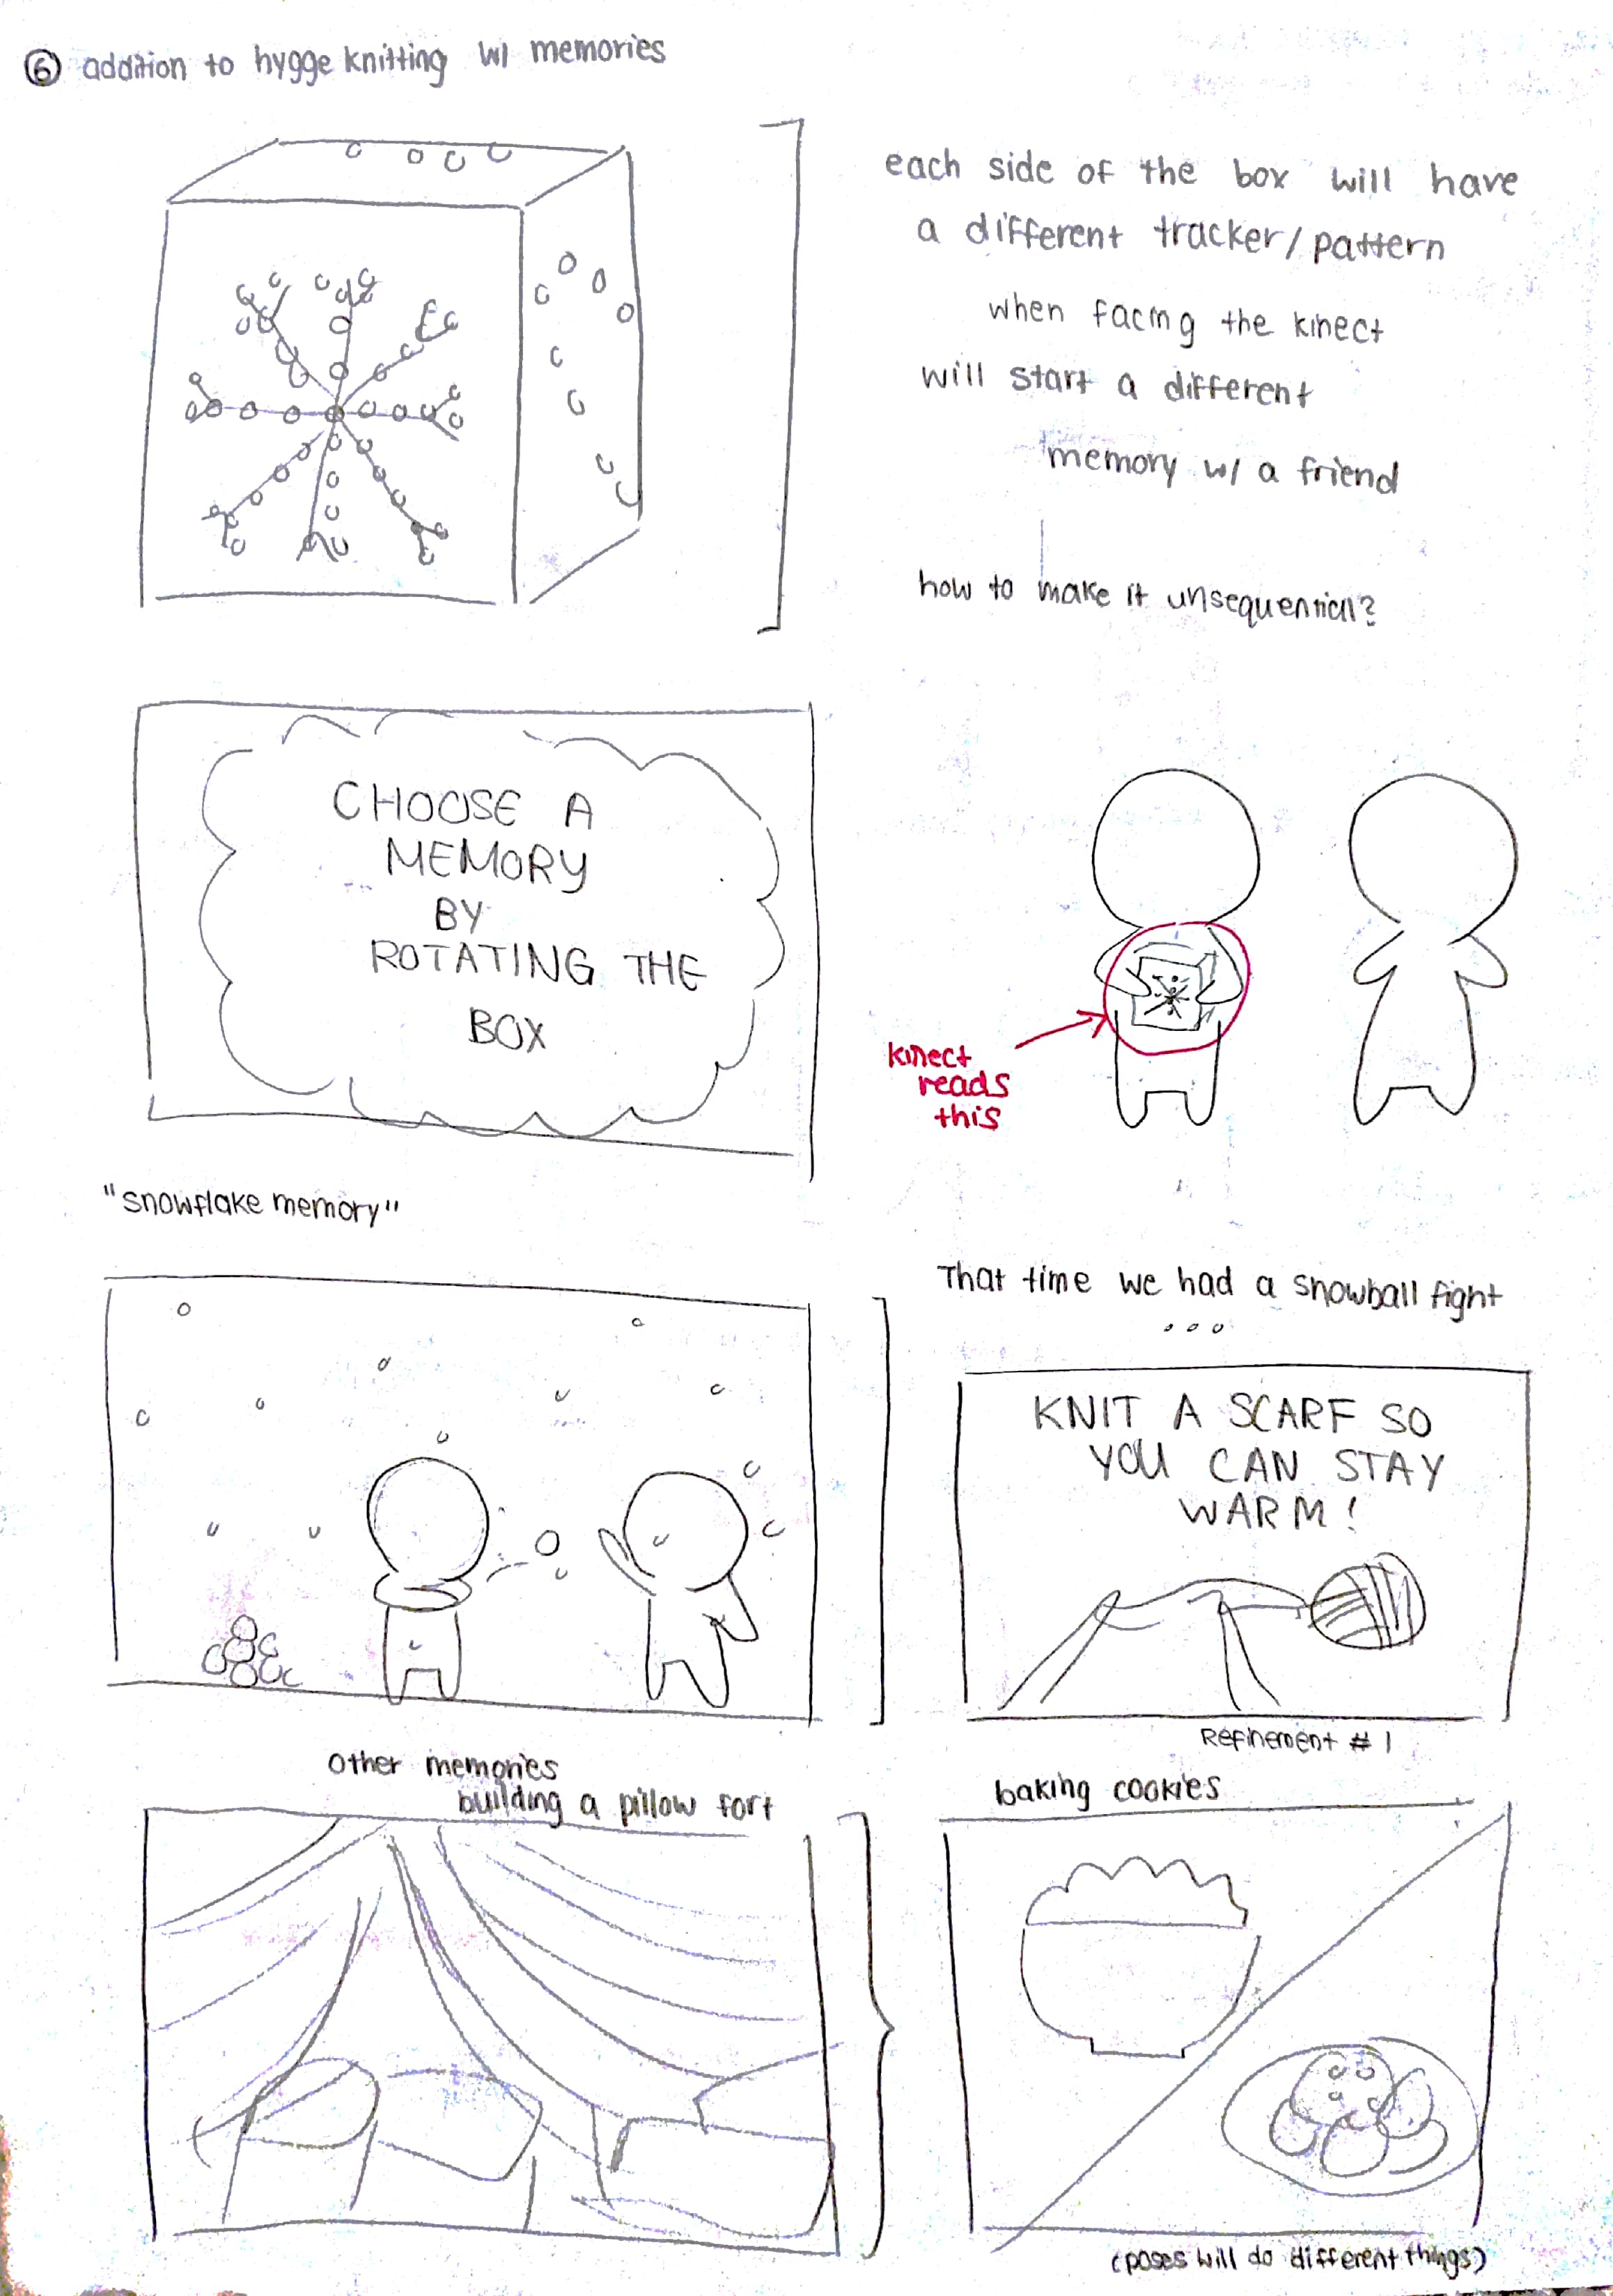 ⑥ addition to hygge knitting w/ memories
each side of the box will have
a different tracker/pattern
when facing the kinect
will start a different
memory w/ a friend
how to make it unsequential?
CHOOSE A
MEMORY
BY
ROTATING THE
BOX
kinect
reads
this
"snowflake memory"
That time we had a snowball fight
...
KNIT A SCARF SO
YOU CAN STAY
WARM!
Refinement #1
other memories
building a pillow fort
baking cookies
(poses will do different things)